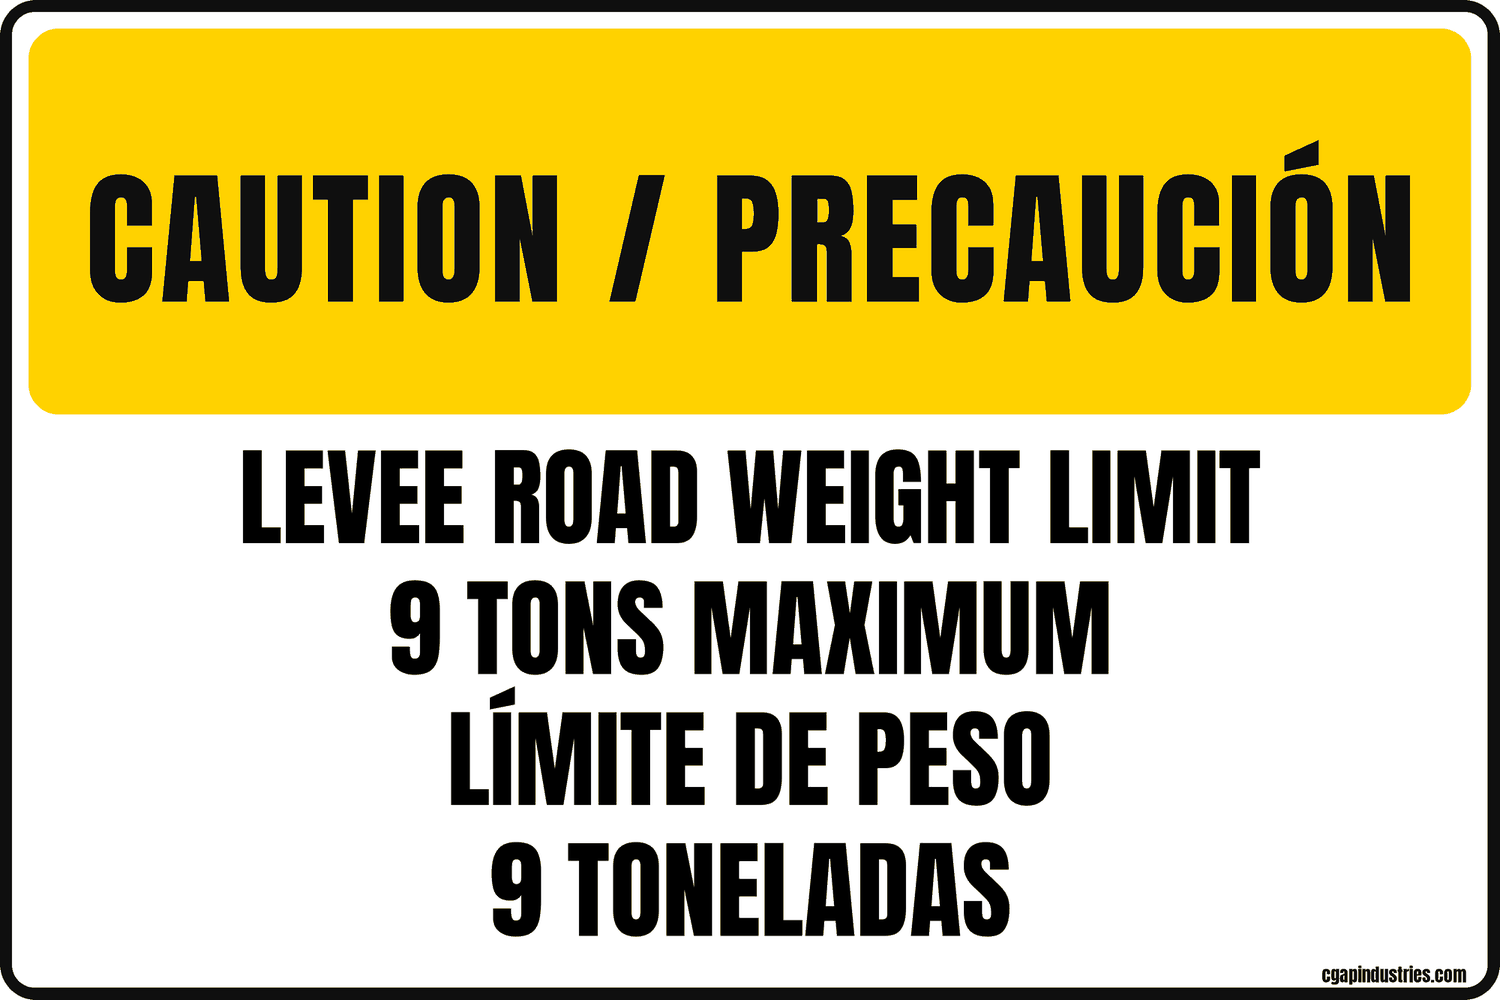 CAUTION / PRECAUCIÓN
LEVEE ROAD WEIGHT LIMIT
9 TONS MAXIMUM
LÍMITE DE PESO
9 TONELADAS
cgapindustries.com